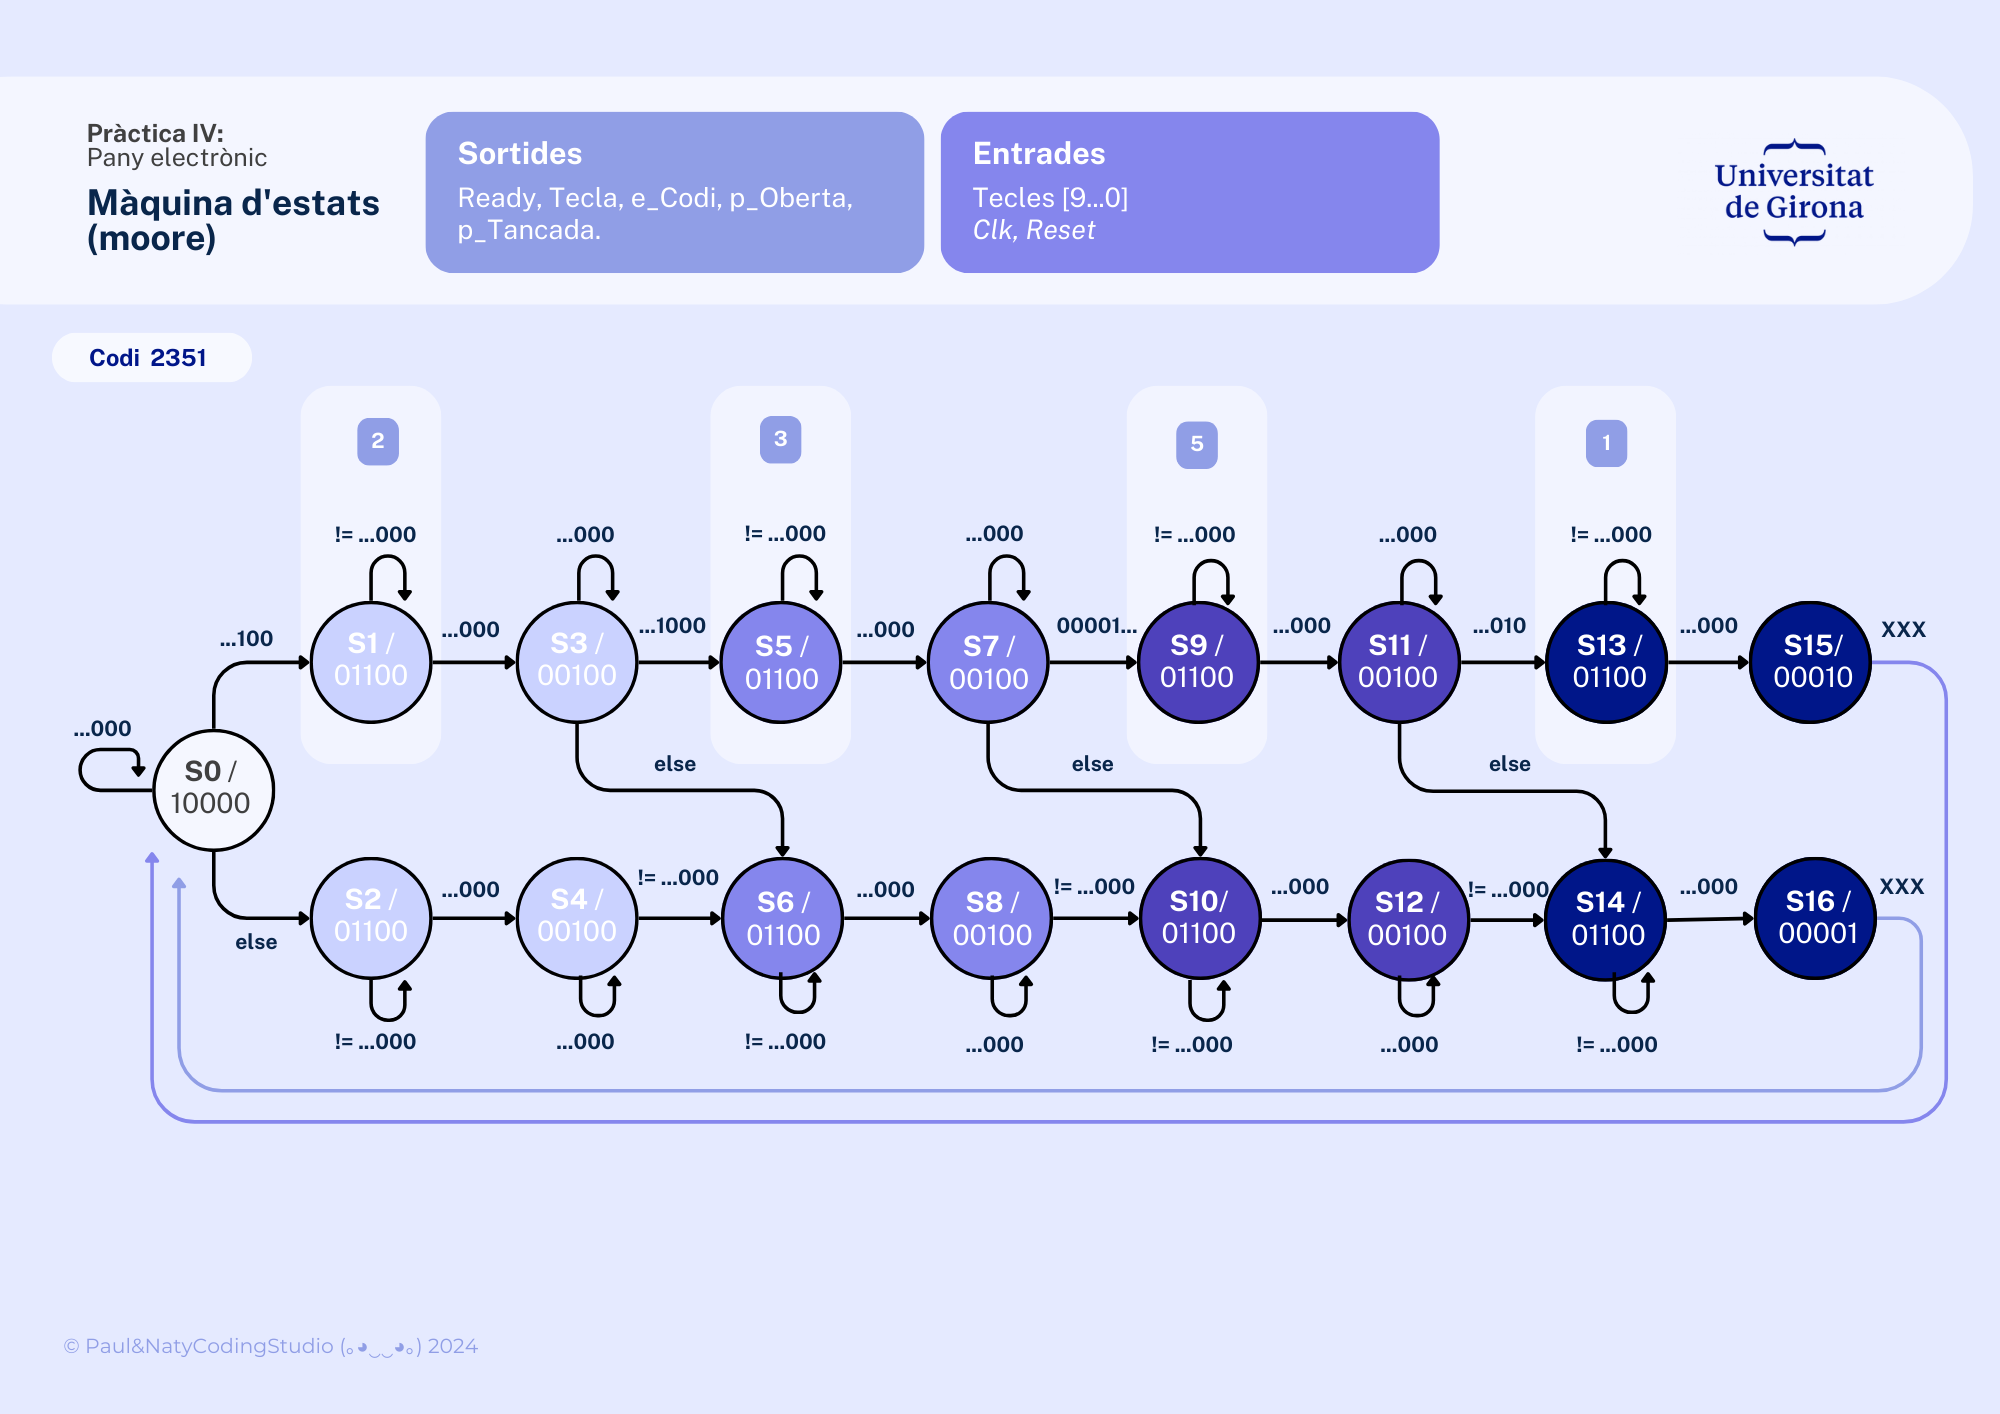 Pràctica IV:
Pany electrònic
Màquina d'estats
(moore)
Sortides
Ready, Tecla, e_Codi, p_Oberta,
p_Tancada.
Entrades
Tecles [9...0]
Clk, Reset
Universitat
de Girona
Codi 2351
2
3
5
1
!= ...000
...000
!= ...000
...000
!= ...000
...000
!= ...000
...100
S1 /
01100
...000
S3 /
00100
...1000
S5 /
01100
...000
S7 /
00100
00001...
S9 /
01100
...000
S11 /
00100
...010
S13 /
01100
...000
S15/
00010
XXX
...000
S0 /
10000
else
else
else
else
S2 /
01100
...000
S4 /
00100
!= ...000
S6 /
01100
...000
S8 /
00100
!= ...000
S10/
01100
...000
S12 /
00100
!= ...000
S14 /
01100
...000
S16 /
00001
XXX
!= ...000
...000
!= ...000
...000
!= ...000
...000
!= ...000
© Paul&NatyCodingStudio (｡◕‿‿◕｡) 2024